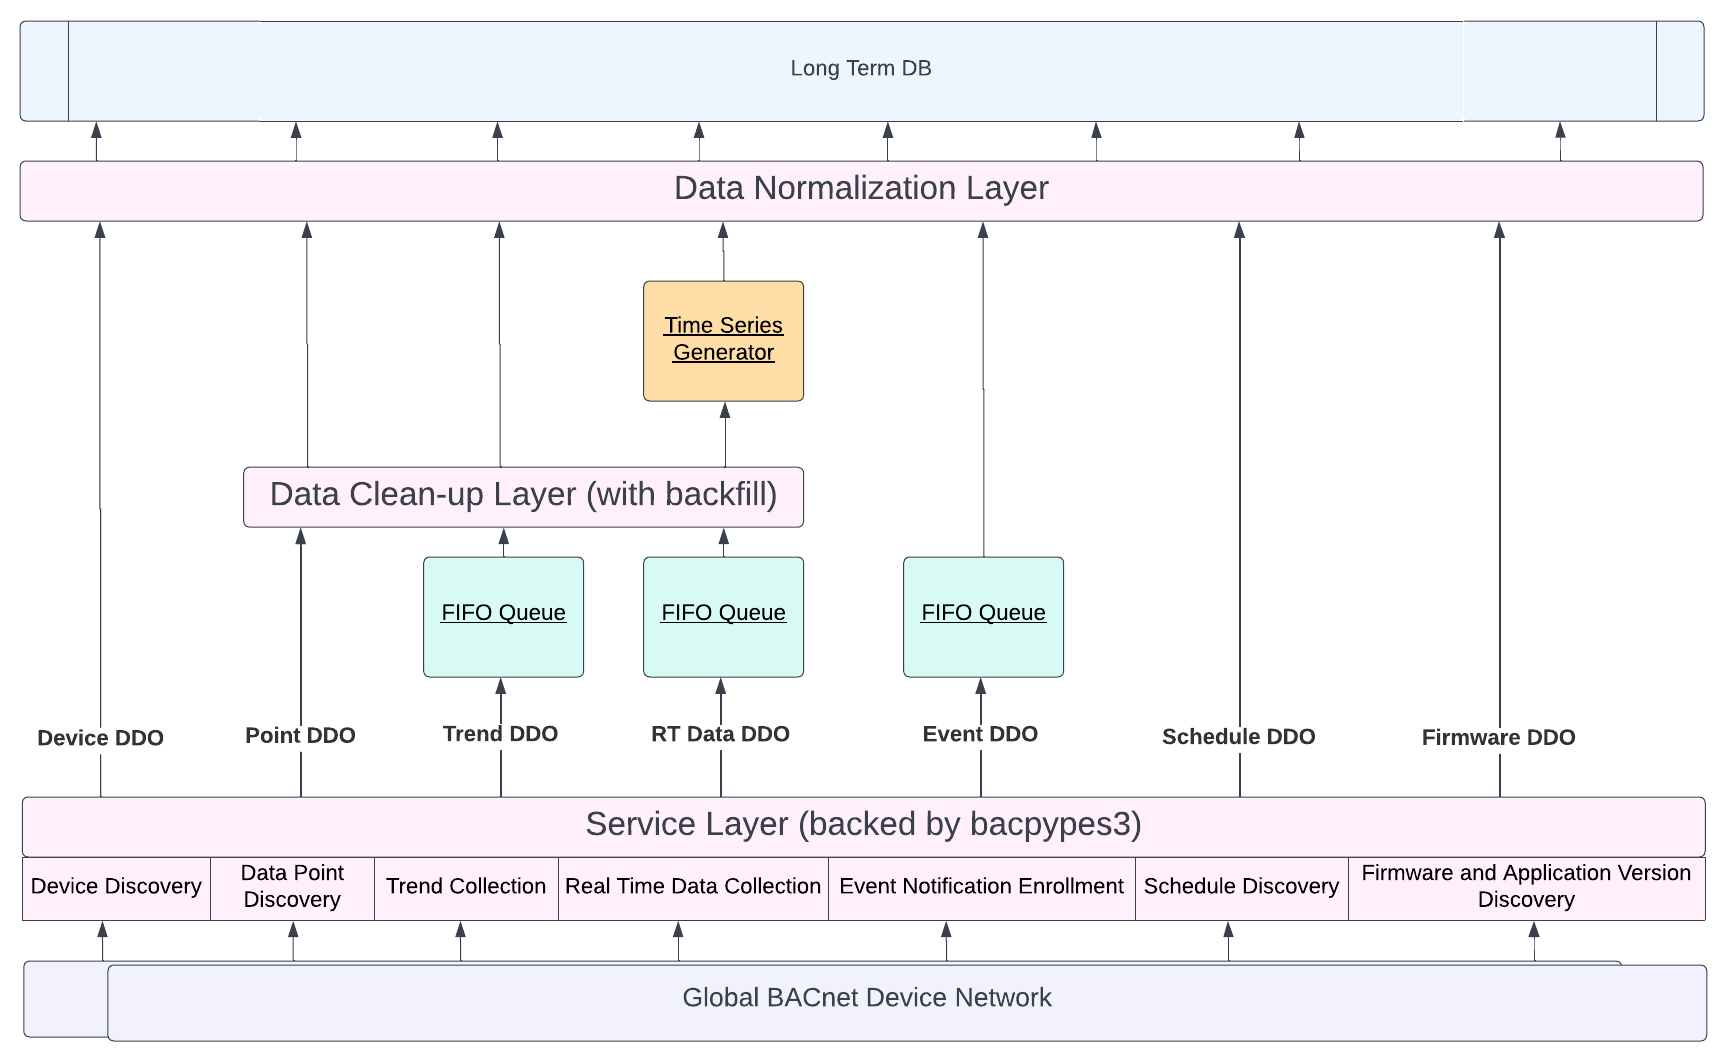 Long Term DB
Data Normalization Layer
Time Series
Generator
Data Clean-up Layer (with backfill)
FIFO Queue
FIFO Queue
FIFO Queue
Device DDO
Point DDO
Trend DDO
RT Data DDO
Event DDO
Schedule DDO
Firmware DDO
Service Layer (backed by bacpypes3)
Device Discovery
Data Point
Discovery
Trend Collection
Real Time Data Collection
Event Notification Enrollment
Schedule Discovery
Firmware and Application Version
Discovery
Global BACnet Device Network